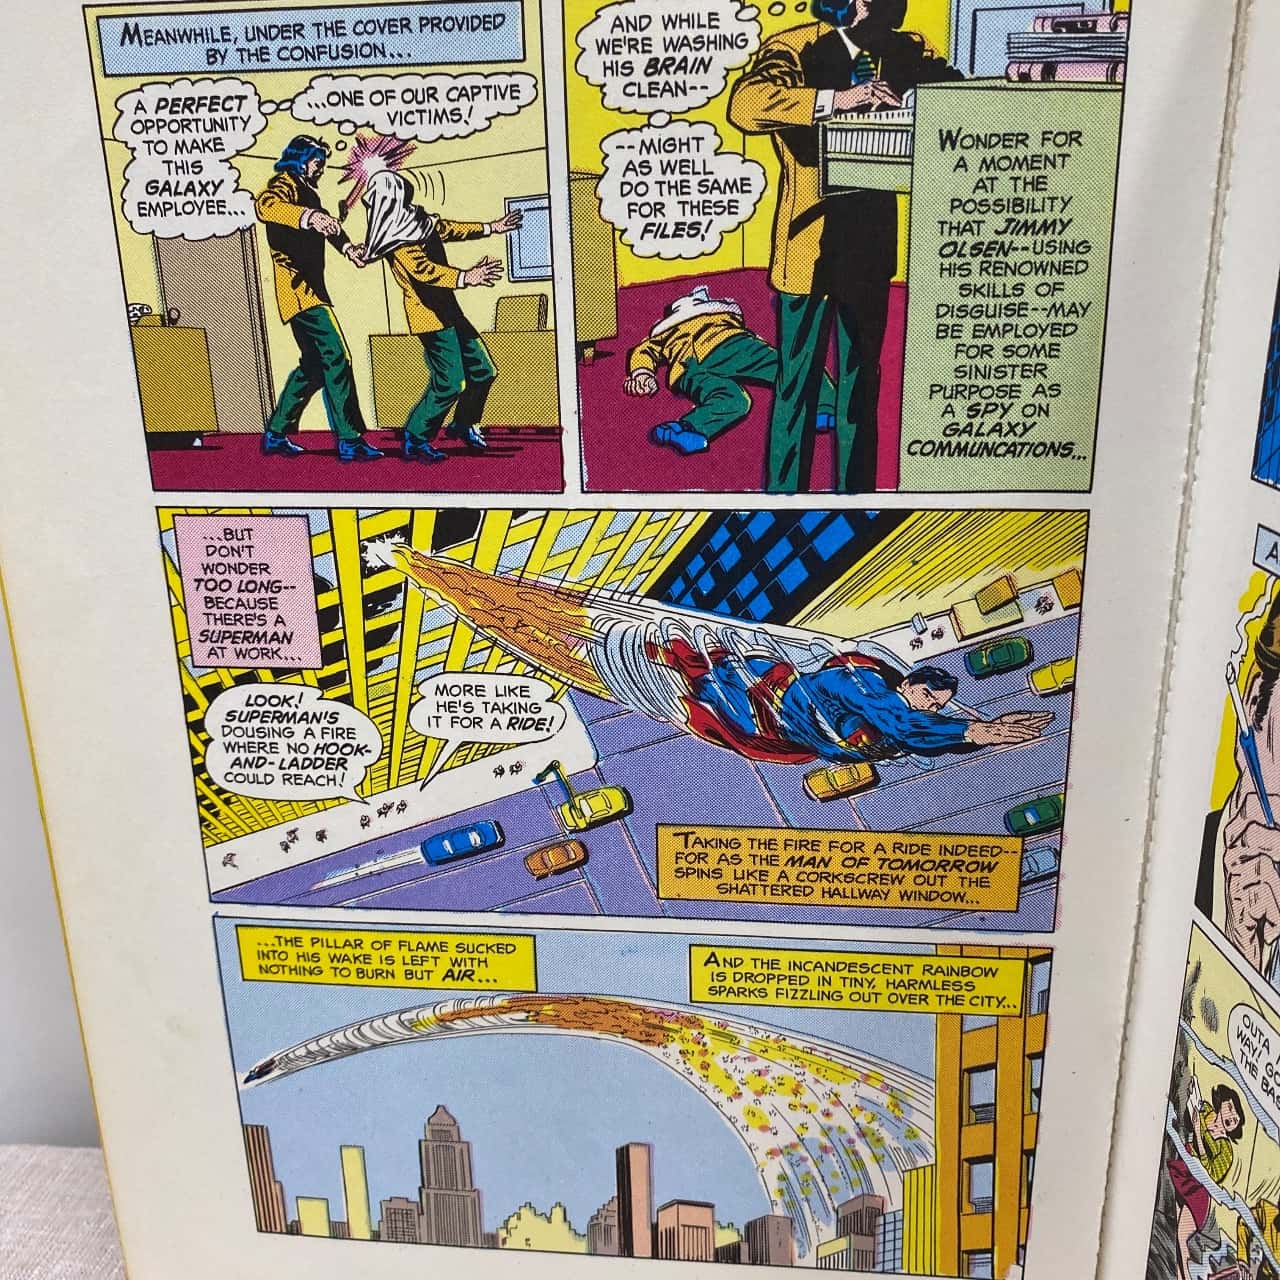 MEANWHILE, UNDER THE COVER PROVIDED
BY THE CONFUSION...
A PERFECT
OPPORTUNITY
TO MAKE
THIS
GALAXY
EMPLOYEE...
...ONE OF OUR CAPTIVE
VICTIMS!
AND WHILE
WE'RE WASHING
HIS BRAIN
CLEAN--
--MIGHT
AS WELL
DO THE SAME
FOR THESE
FILES!
WONDER FOR
A MOMENT
AT THE
POSSIBILITY
THAT JIMMY
OLSEN--USING
HIS RENOWNED
SKILLS OF
DISGUISE--MAY
BE EMPLOYED
FOR SOME
SINISTER
PURPOSE AS
A SPY ON
GALAXY
COMMUNCATIONS...
...BUT
DON'T
WONDER
TOO LONG--
BECAUSE
THERE'S A
SUPERMAN
AT WORK...
LOOK!
SUPERMAN'S
DOUSING A FIRE
WHERE NO HOOK-
AND-LADDER
COULD REACH!
MORE LIKE
HE'S TAKING
IT FOR A RIDE!
TAKING THE FIRE FOR A RIDE INDEED--
FOR AS THE MAN OF TOMORROW
SPINS LIKE A CORKSCREW OUT THE
SHATTERED HALLWAY WINDOW...
...THE PILLAR OF FLAME SUCKED
INTO HIS WAKE IS LEFT WITH
NOTHING TO BURN BUT AIR...
AND THE INCANDESCENT RAINBOW
IS DROPPED IN TINY, HARMLESS
SPARKS FIZZLING OUT OVER THE CITY...
OUTA
WAY! GO
THE BA